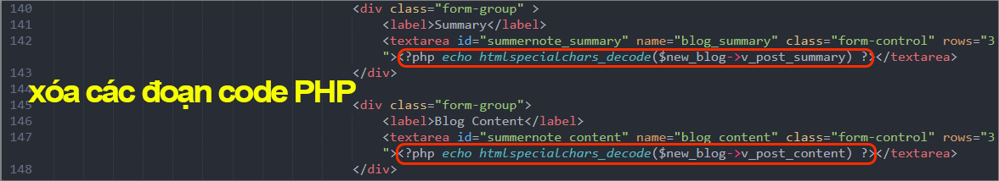 140 <div class="form-group" >
141 <label>Summary</label>
142 <textarea id="summernote_summary" name="blog_summary" class="form-control" rows="3
"><?php echo htmlspecialchars_decode($new_blog->v_post_summary) ?></textarea>
143 </div>
144
xóa các đoạn code PHP
145 <div class="form-group">
146 <label>Blog Content</label>
147 <textarea id="summernote_content" name="blog_content" class="form-control" rows="3
"><?php echo htmlspecialchars_decode($new_blog->v_post_content) ?></textarea>
148 </div>